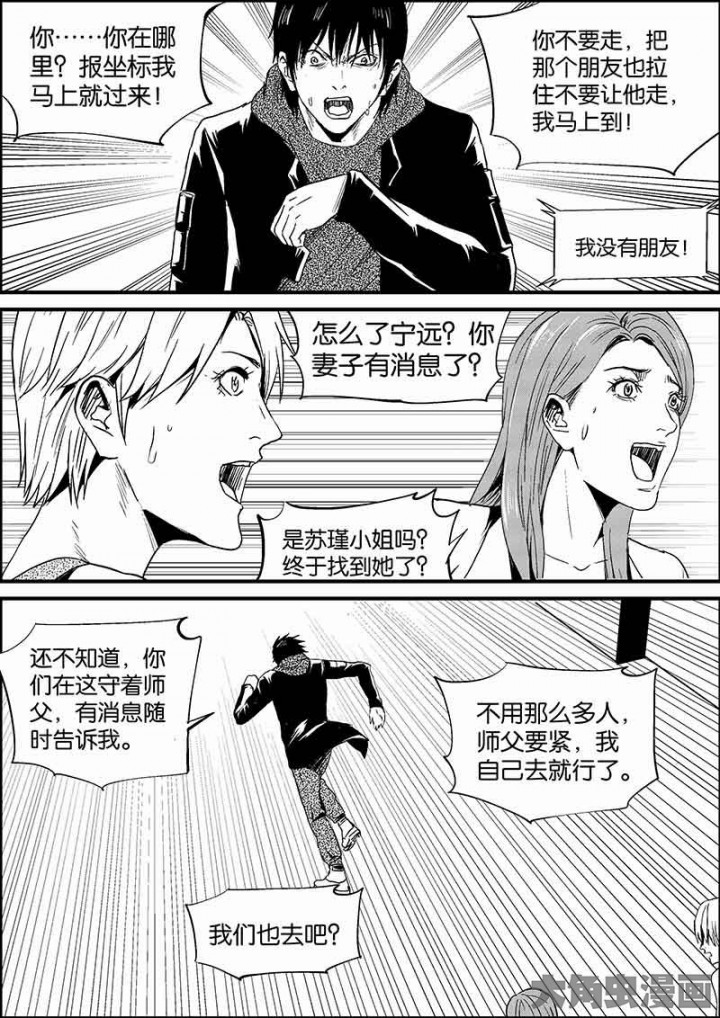 你……你在哪
里？报坐标我
马上就过来！
你不要走，把
那个朋友也拉
住不要让他走，
我马上到！
我没有朋友！
怎么了宁远？你
妻子有消息了？
是苏瑾小姐吗？
终于找到她了？
还不知道，你
们在这守着师
父，有消息随
时告诉我。
不用那么多人，
师父要紧，我
自己去就行了。
我们也去吧？
大角虫漫画